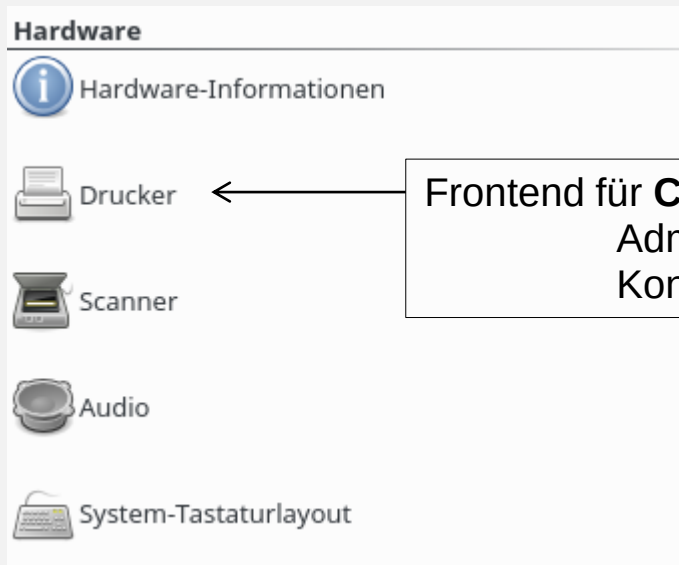 Hardware
Hardware-Informationen
Drucker
Frontend für
Scanner
Audio
System-Tastaturlayout